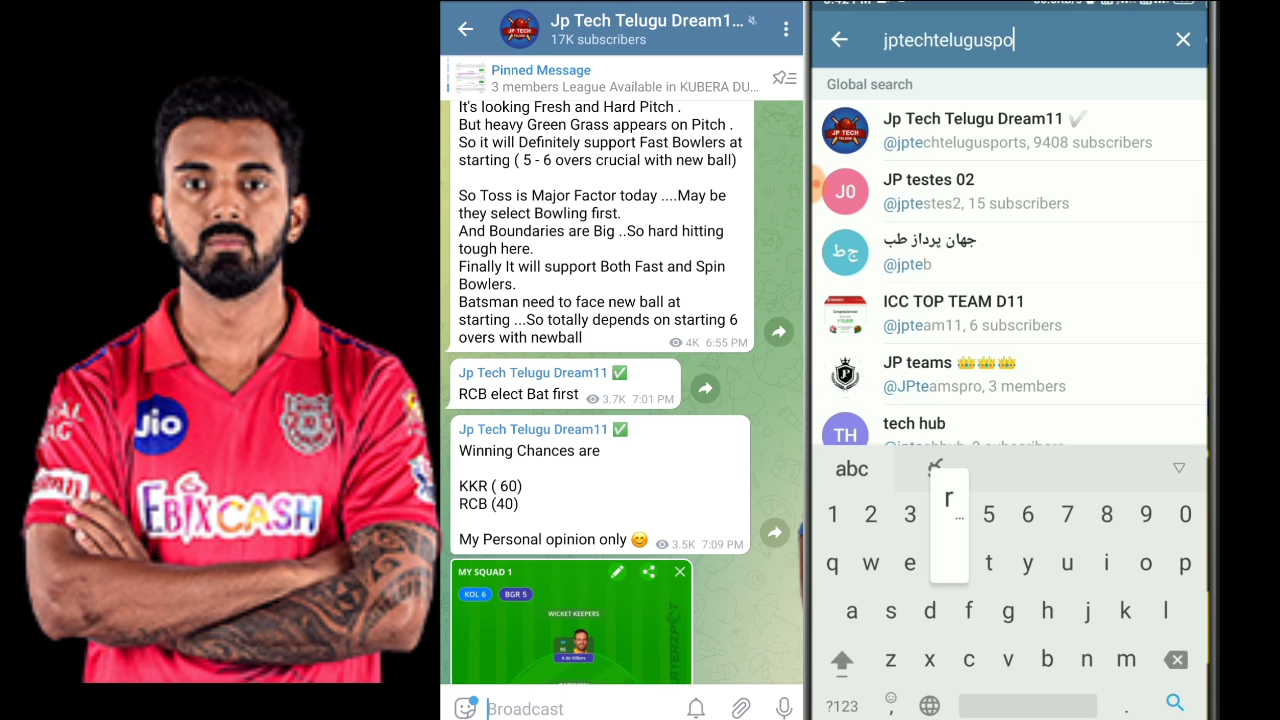 jio
EBIXCASH
JP TECH
TELUGU
Jp Tech Telugu Dream1...
17K subscribers
Pinned Message
3 members League Available in KUBERA DU...
It's looking Fresh and Hard Pitch .
But heavy Green Grass appears on Pitch .
So it will Definitely support Fast Bowlers at
starting ( 5 - 6 overs crucial with new ball)
So Toss is Major Factor today ....May be
they select Bowling first.
And Boundaries are Big ..So hard hitting
tough here.
Finally It will support Both Fast and Spin
Bowlers.
Batsman need to face new ball at
starting ...So totally depends on starting 6
overs with newball
4K 6:55 PM
Jp Tech Telugu Dream11 ✅
RCB elect Bat first
3.7K 7:01 PM
Jp Tech Telugu Dream11 ✅
Winning Chances are
KKR ( 60)
RCB (40)
My Personal opinion only 😊
3.5K 7:09 PM
MY SQUAD 1
KOL 6 BGR 5
WICKET KEEPERS
Broadcast
jptechteluguspo
Global search
JP TECH
Jp Tech Telugu Dream11 ✓
@jptechtelugusports, 9408 subscribers
J0
JP testes 02
@jptestes2, 15 subscribers
جط
جهان پرداز طب
@jpteb
ICC TOP TEAM D11
@jpteam11, 6 subscribers
JP teams 👑👑👑
@JPteamspro, 3 members
TH
tech hub
abc
r
...
1 2 3 5 6 7 8 9 0
q w e t y u i o p
a s d f g h j k l
z x c v b n m
?123 , .